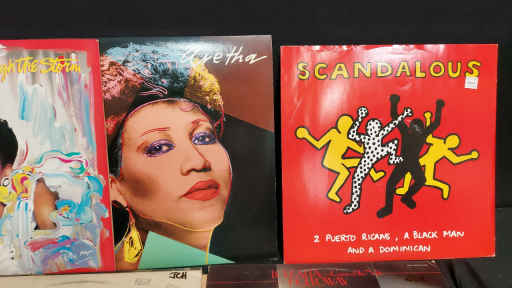 gh the Storm
aretha
SCANDALOUS
2 PUERTO RICANS, A BLACK MAN
AND A DOMINICAN